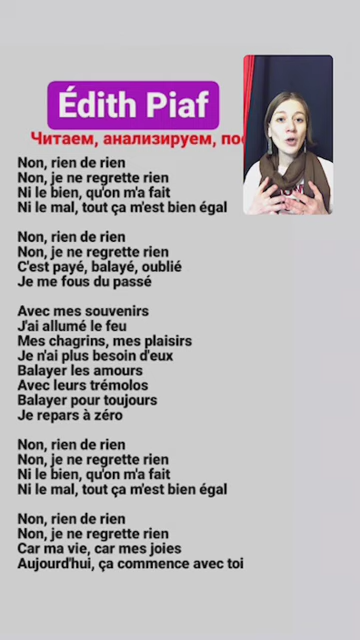 Édith Piaf
Читаем, анализируем,
Non, rien de rien
Non, je ne regrette rien
Ni le bien, qu'on m'a fait
Ni le mal, tout ça m'est bien égal
Non, rien de rien
Non, je ne regrette rien
C'est payé, balayé, oublié
Je me fous du passé
Avec mes souvenirs
J'ai allumé le feu
Mes chagrins, mes plaisirs
Je n'ai plus besoin d'eux
Balayer les amours
Avec leurs trémolos
Balayer pour toujours
Je repars à zéro
Non, rien de rien
Non, je ne regrette rien
Ni le bien, qu'on m'a fait
Ni le mal, tout ça m'est bien égal
Non, rien de rien
Non, je ne regrette rien
Car ma vie, car mes joies
Aujourd'hui, ça commence avec toi